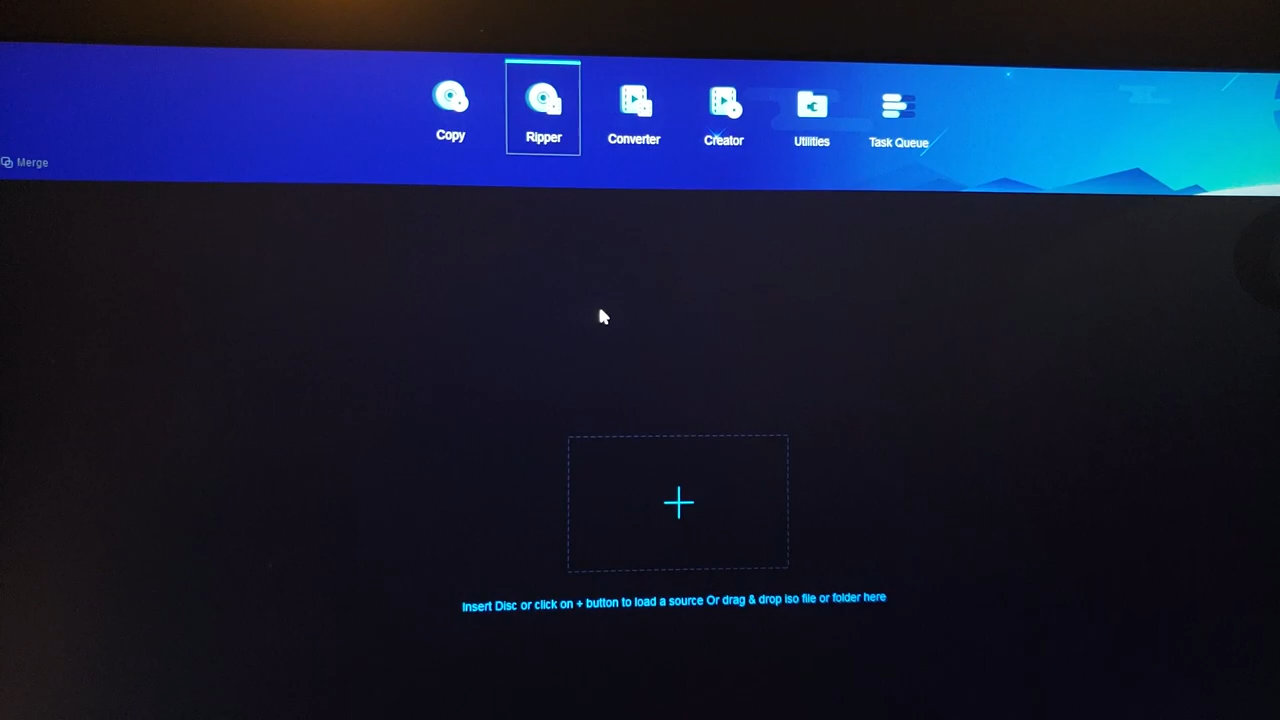 Copy
Ripper
Converter
Creator
Utilities
Task Queue
Merge
Insert Disc or click on + button to load a source Or drag & drop iso file or folder here